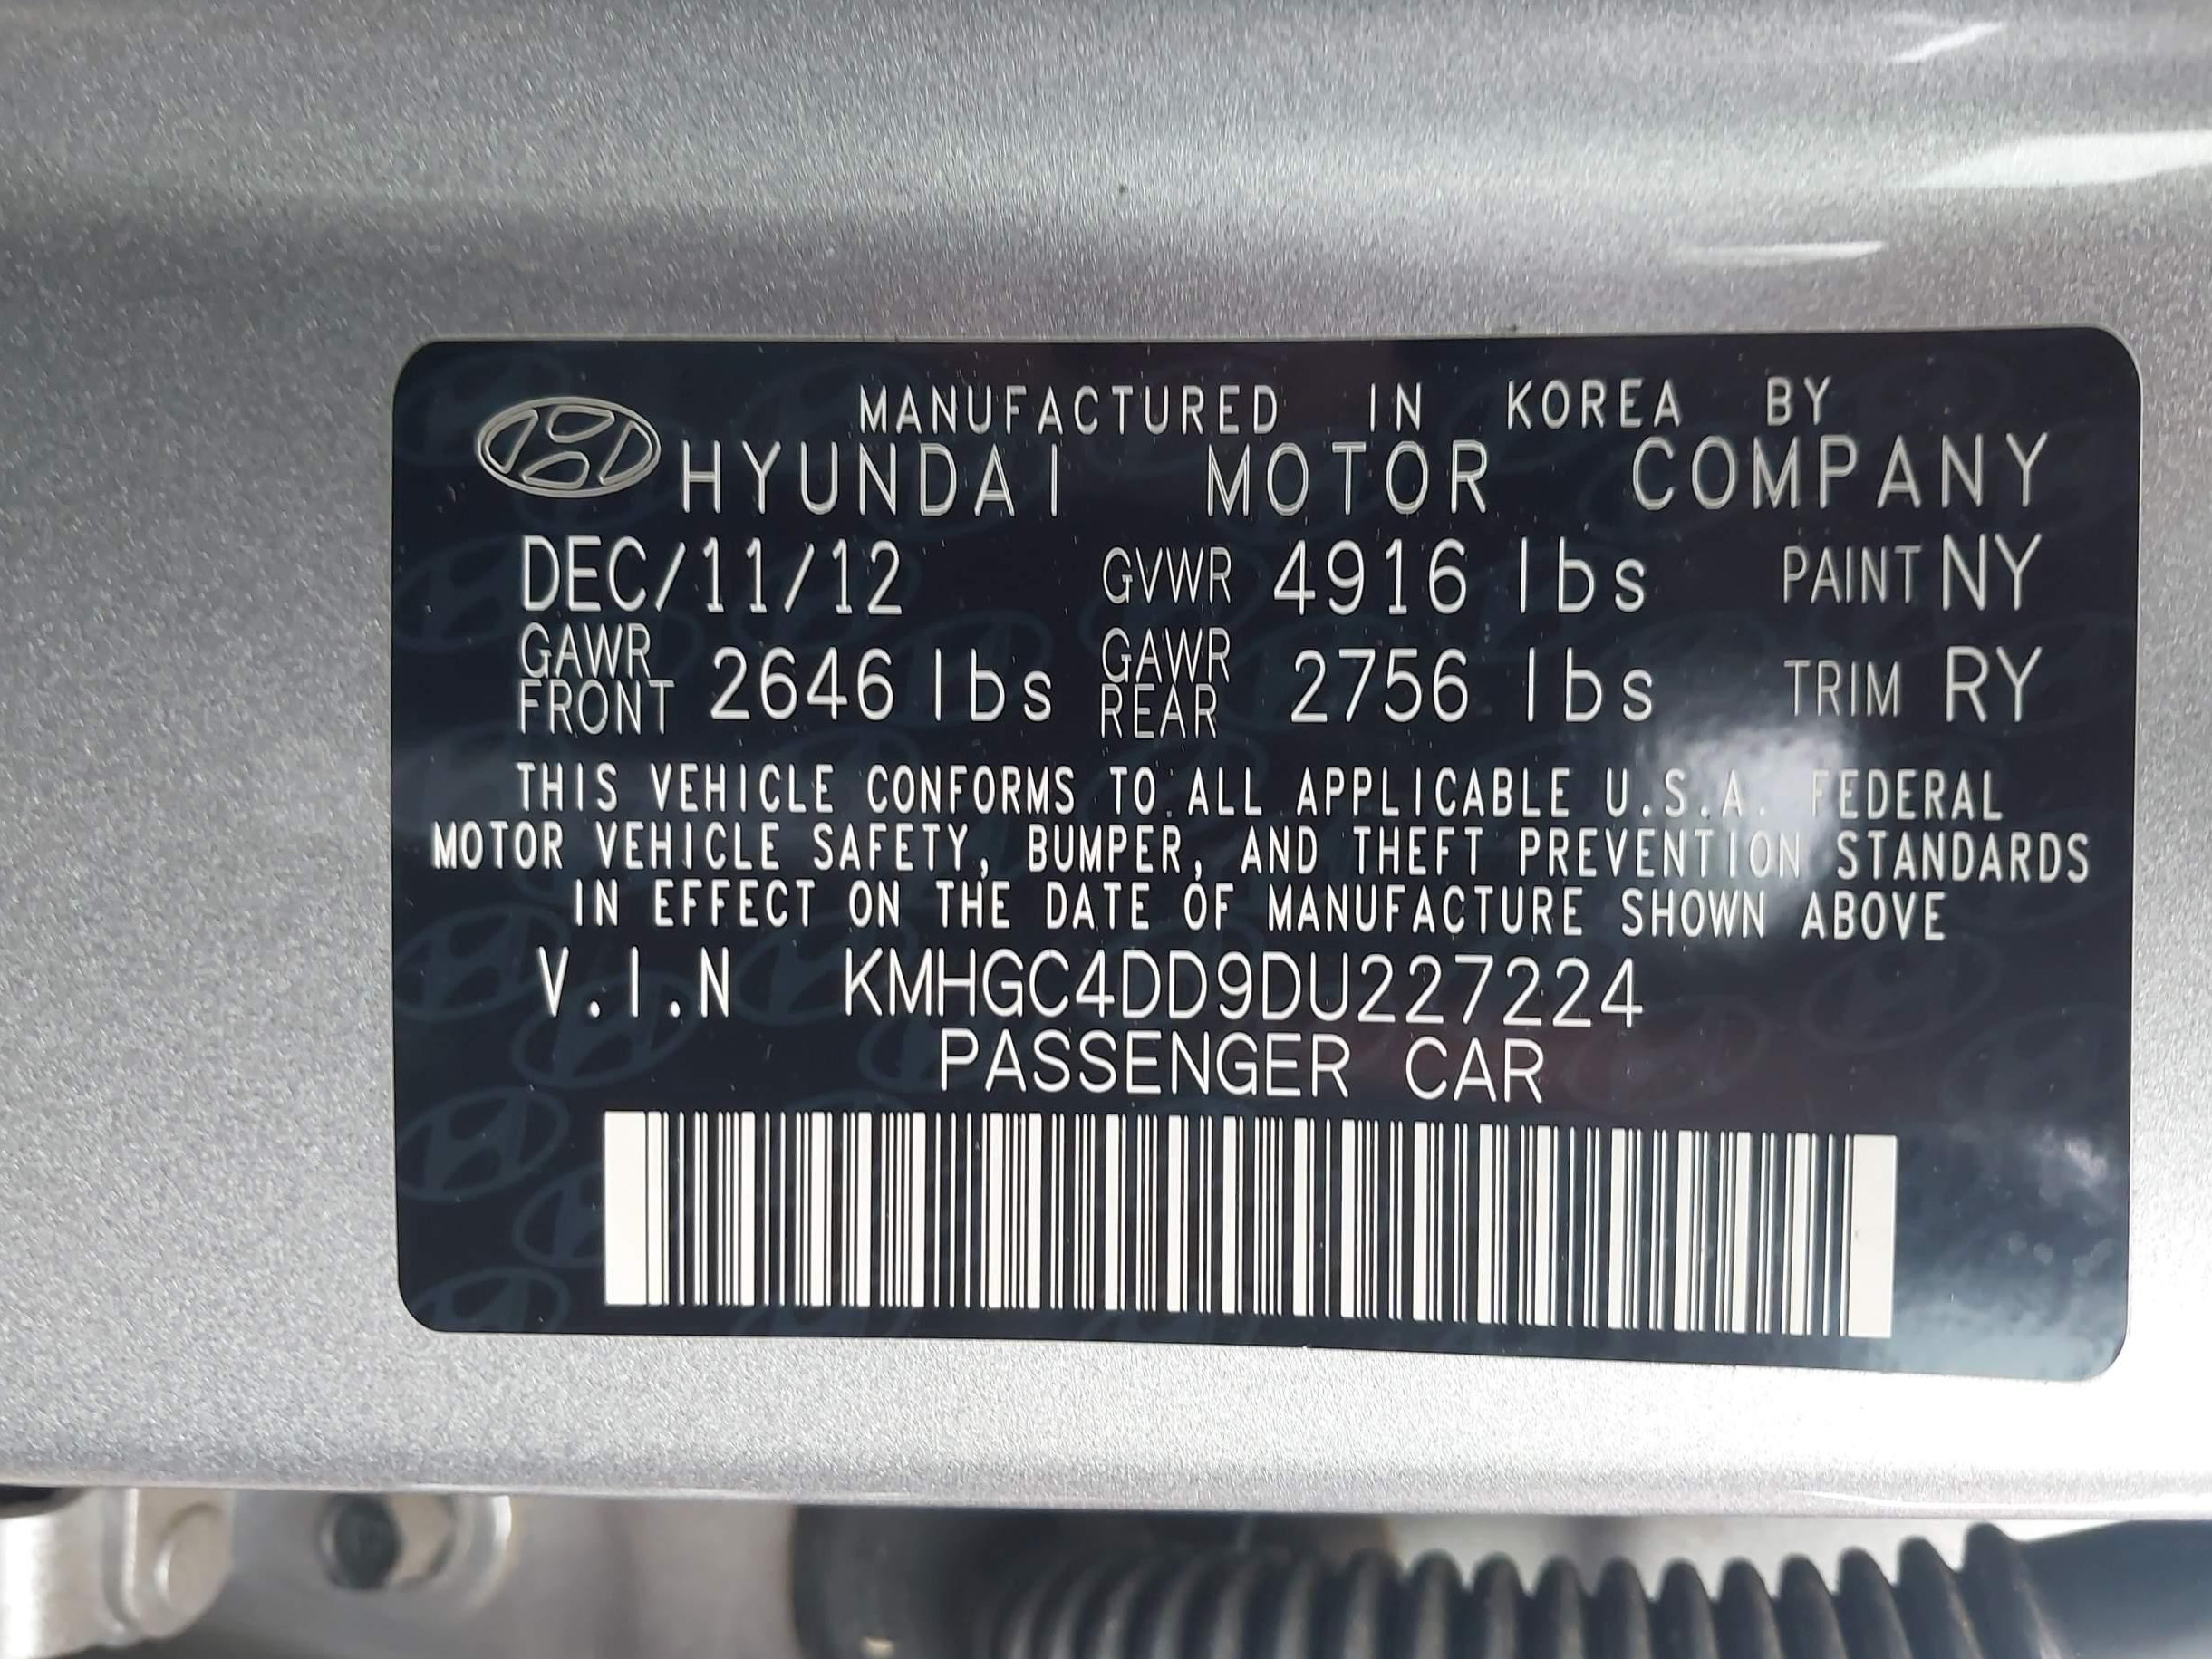 MANUFACTURED IN KOREA BY
HYUNDAI MOTOR COMPANY
DEC/11/12 GVWR 4916 lbs PAINT NY
GAWR FRONT 2646 lbs GAWR REAR 2756 lbs TRIM RY
THIS VEHICLE CONFORMS TO ALL APPLICABLE U.S.A. FEDERAL
MOTOR VEHICLE SAFETY, BUMPER, AND THEFT PREVENTION STANDARDS
IN EFFECT ON THE DATE OF MANUFACTURE SHOWN ABOVE
V.I.N KMHGC4DD9DU227224
PASSENGER CAR